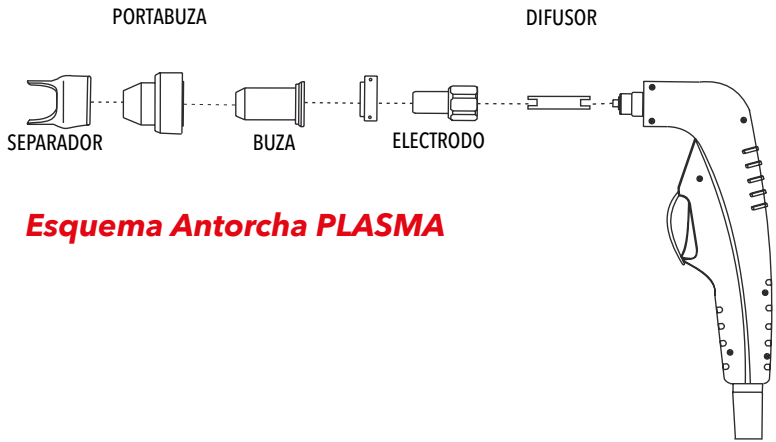 PORTABUZA
DIFUSOR
SEPARADOR
BUZA
ELECTRODO
Esquema Antorcha PLASMA